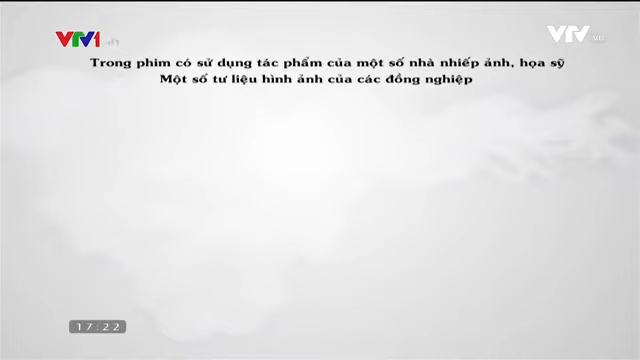 VTV1
VTV.vn
Trong phim có sử dụng tác phẩm của một số nhà nhiếp ảnh, họa sỹ
Một số tư liệu hình ảnh của các đồng nghiệp
17:22